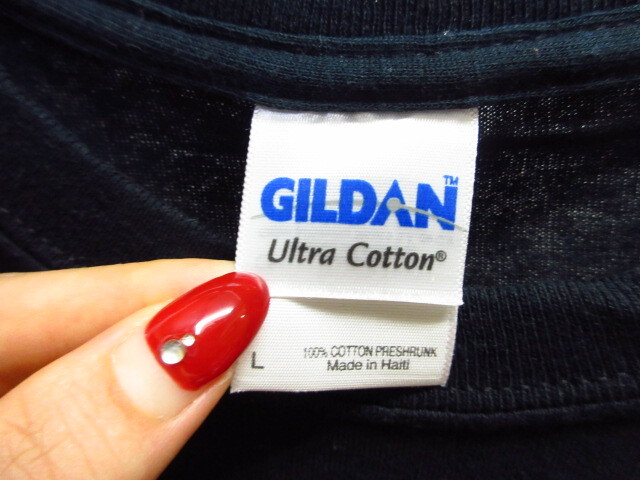 GILDAN™
Ultra Cotton®
100% COTTON PRESHRUNK
L Made in Haiti